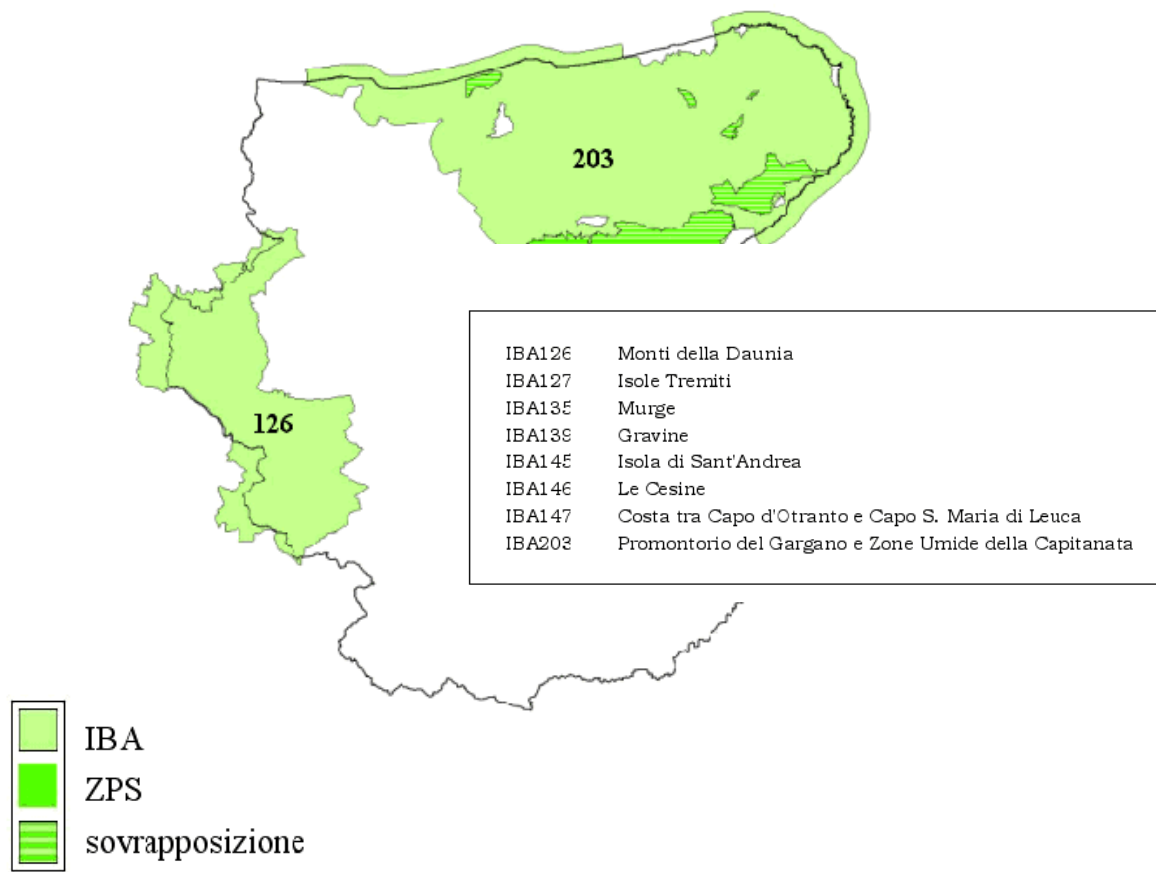 203
126
IBA126 Monti della Daunia
IBA127 Isole Tremiti
IBA135 Murge
IBA139 Gravine
IBA145 Isola di Sant'Andrea
IBA146 Le Cesine
IBA147 Costa tra Capo d'Otranto e Capo S. Maria di Leuca
IBA203 Promontorio del Gargano e Zone Umide della Capitanata
IBA
ZPS
sovrapposizione